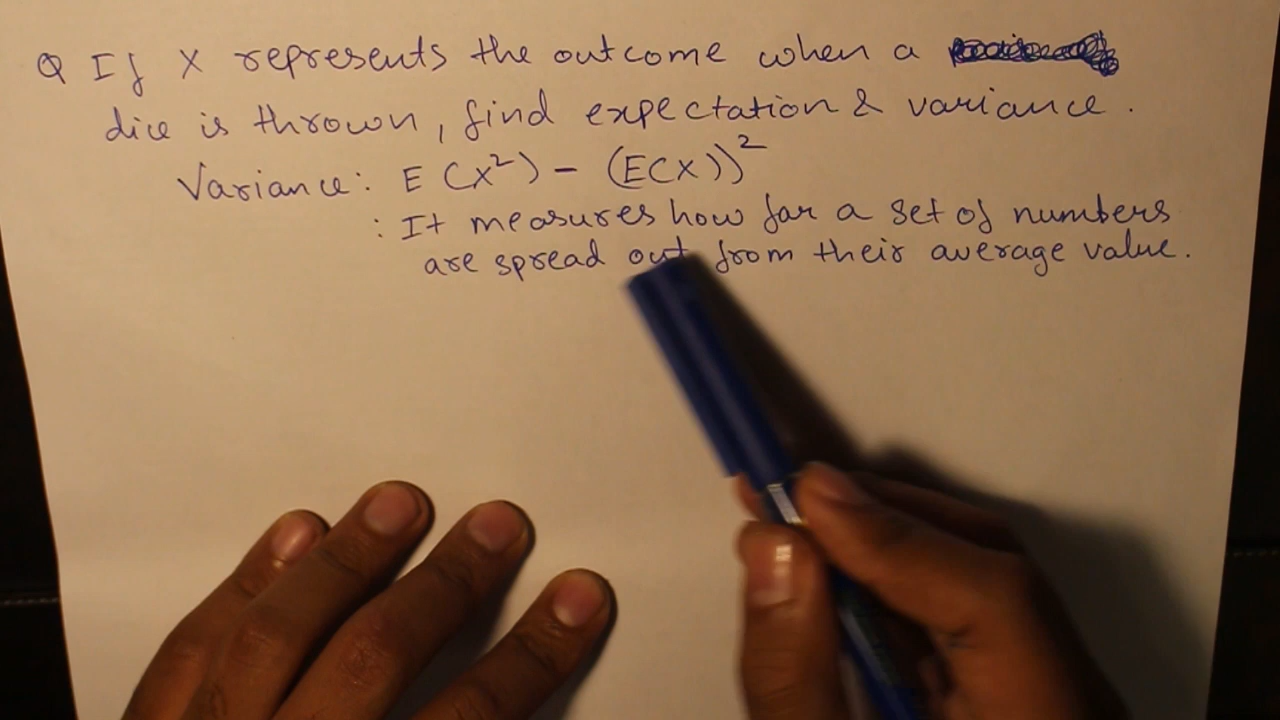 Q If X represents the outcome when a
dice is thrown, find expectation & variance.
Variance: E(X²) - (E(X))²
: It measures how far a set of numbers
are spread out from their average value.